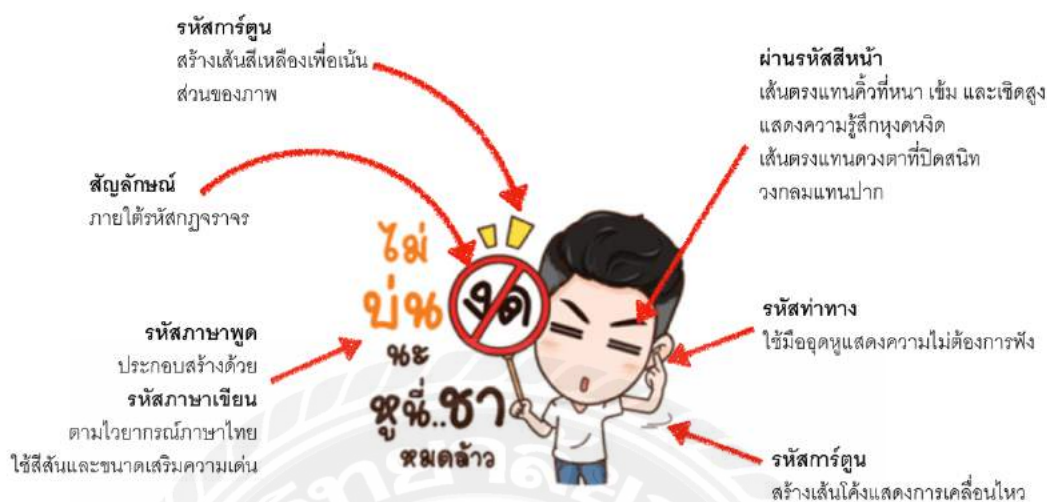 รหัสการ์ตูน
สร้างเส้นสีเหลืองเพื่อเน้น
ส่วนของภาพ
ผ่านรหัสสีหน้า
เส้นตรงแทนคิ้วที่หนา เข้ม และเชิดสูง
แสดงความรู้สึกหงุดหงิด
เส้นตรงแทนดวงตาที่ปิดสนิท
วงกลมแทนปาก
สัญลักษณ์
ภายใต้รหัสกฎจราจร
ไม่
บ่น
นะ
หูนี่..ชา
หมดล้าว
งด
รหัสภาษาพูด
ประกอบสร้างด้วย
รหัสภาษาเขียน
ตามไวยากรณ์ภาษาไทย
ใช้สีสันและขนาดเสริมความเด่น
รหัสท่าทาง
ใช้มืออุดหูแสดงความไม่ต้องการฟัง
รหัสการ์ตูน
สร้างเส้นโค้งแสดงการเคลื่อนไหว